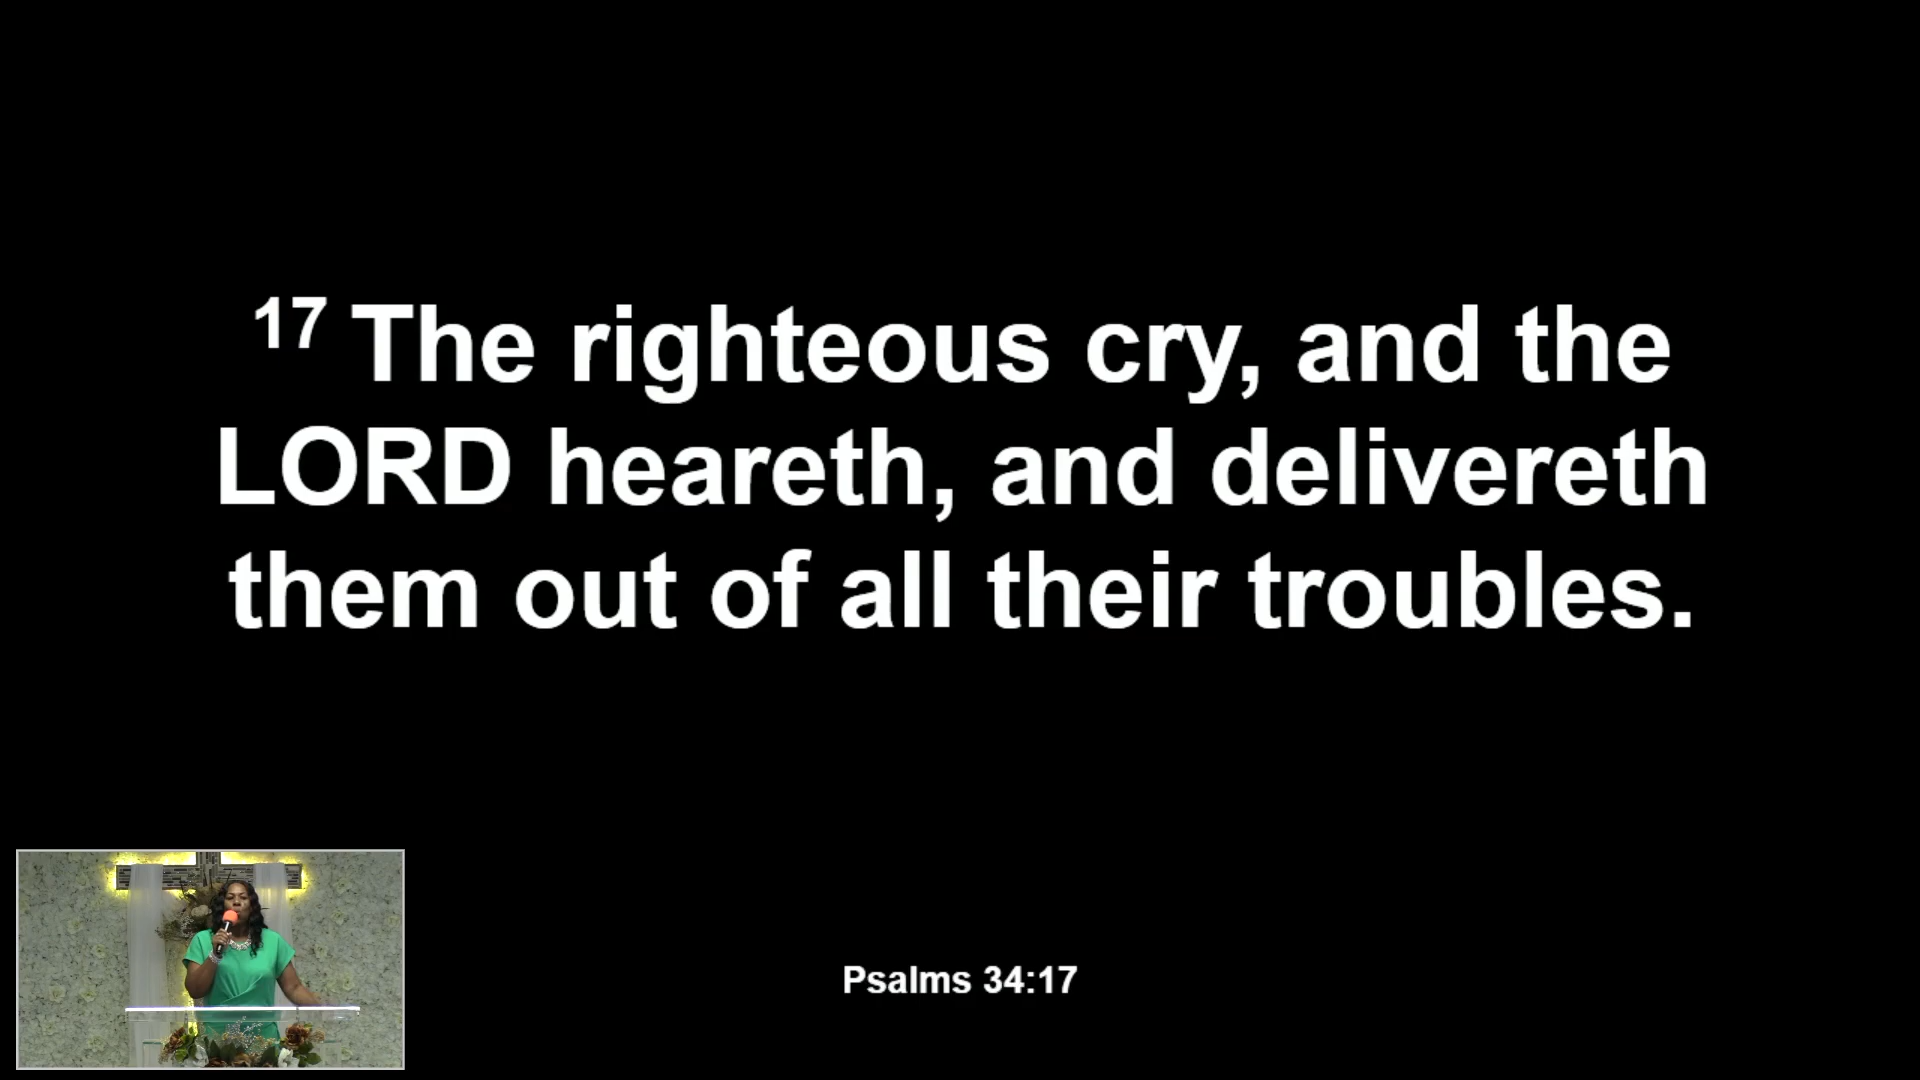 17 The righteous cry, and the
LORD heareth, and delivereth
them out of all their troubles.
Psalms 34:17